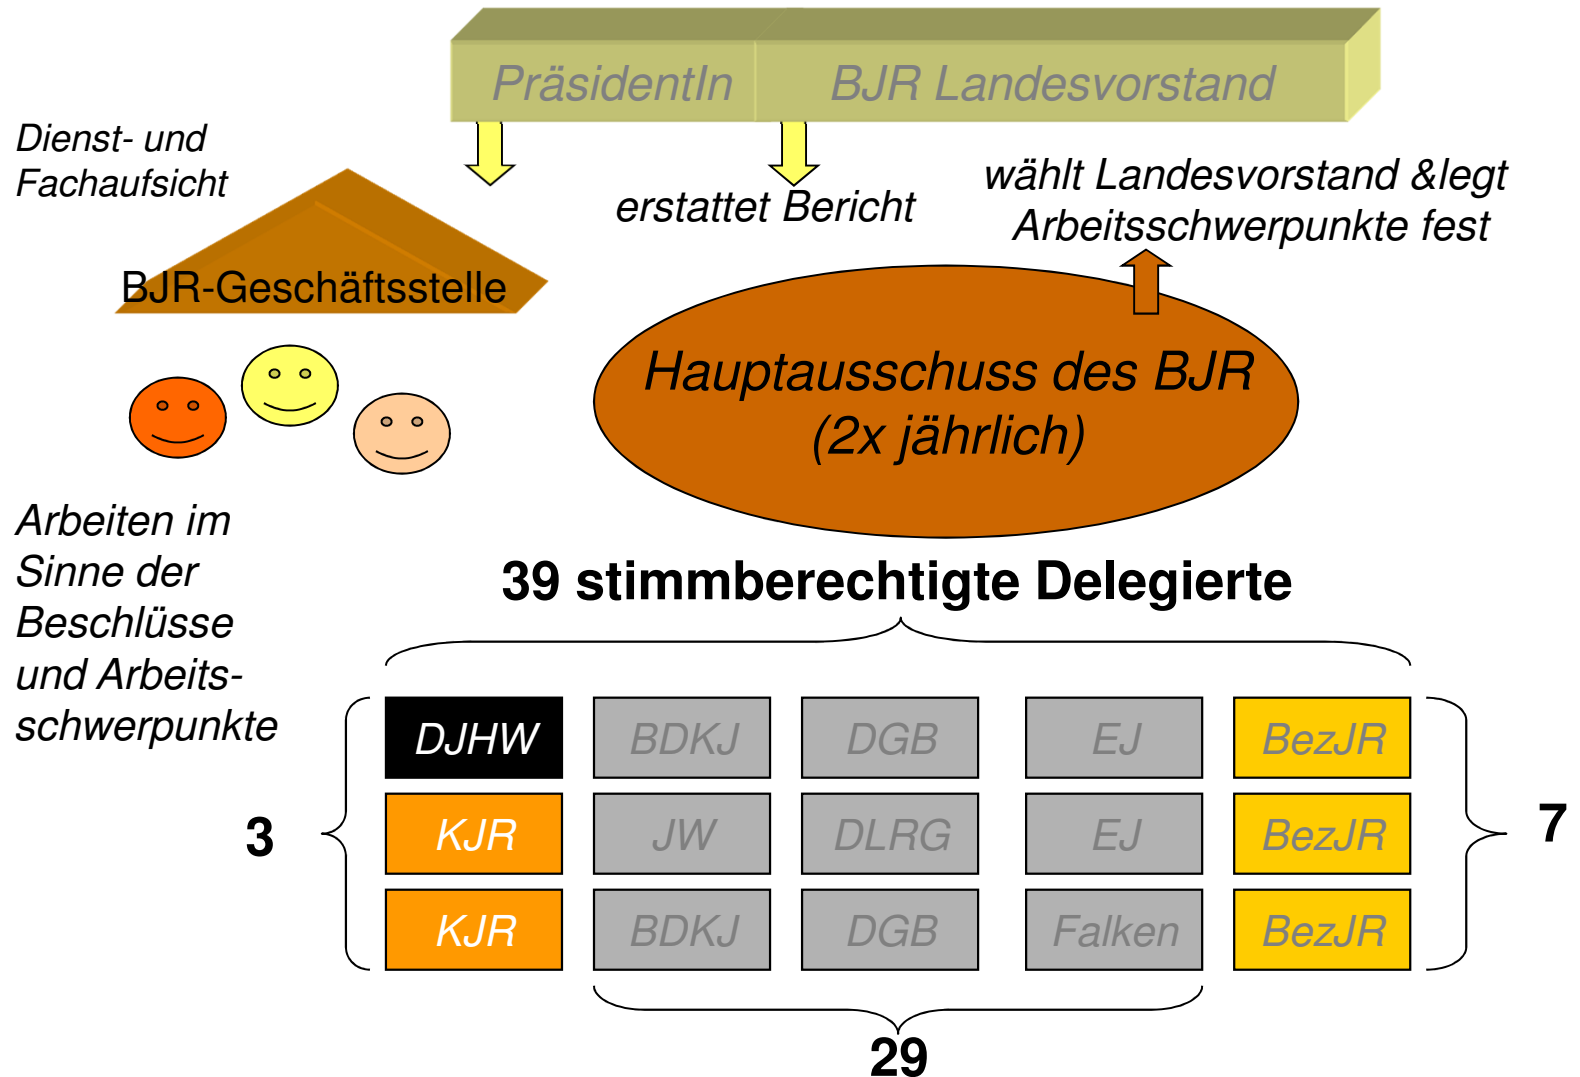 PräsidentIn BJR Landesvorstand
Dienst- und
Fachaufsicht
erstattet Bericht
wählt Landesvorstand &legt
Arbeitsschwerpunkte fest
BJR-Geschäftsstelle
Hauptausschuss des BJR
(2x jährlich)
Arbeiten im
Sinne der
Beschlüsse
und Arbeits-
schwerpunkte
39 stimmberechtigte Delegierte
DJHW BDKJ DGB EJ BezJR
3 KJR JW DLRG EJ BezJR 7
KJR BDKJ DGB Falken BezJR
29